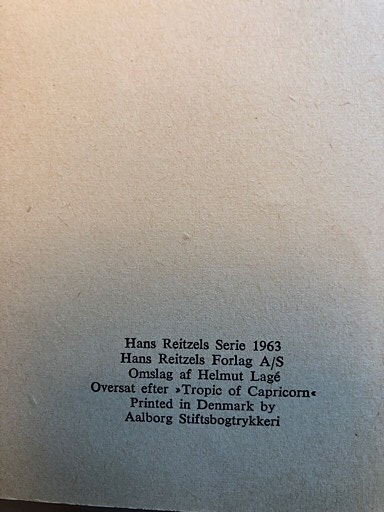 Hans Reitzels Serie 1963
Hans Reitzels Forlag A/S
Omslag af Helmut Lagé
Oversat efter »Tropic of Capricorn«
Printed in Denmark by
Aalborg Stiftsbogtrykkeri